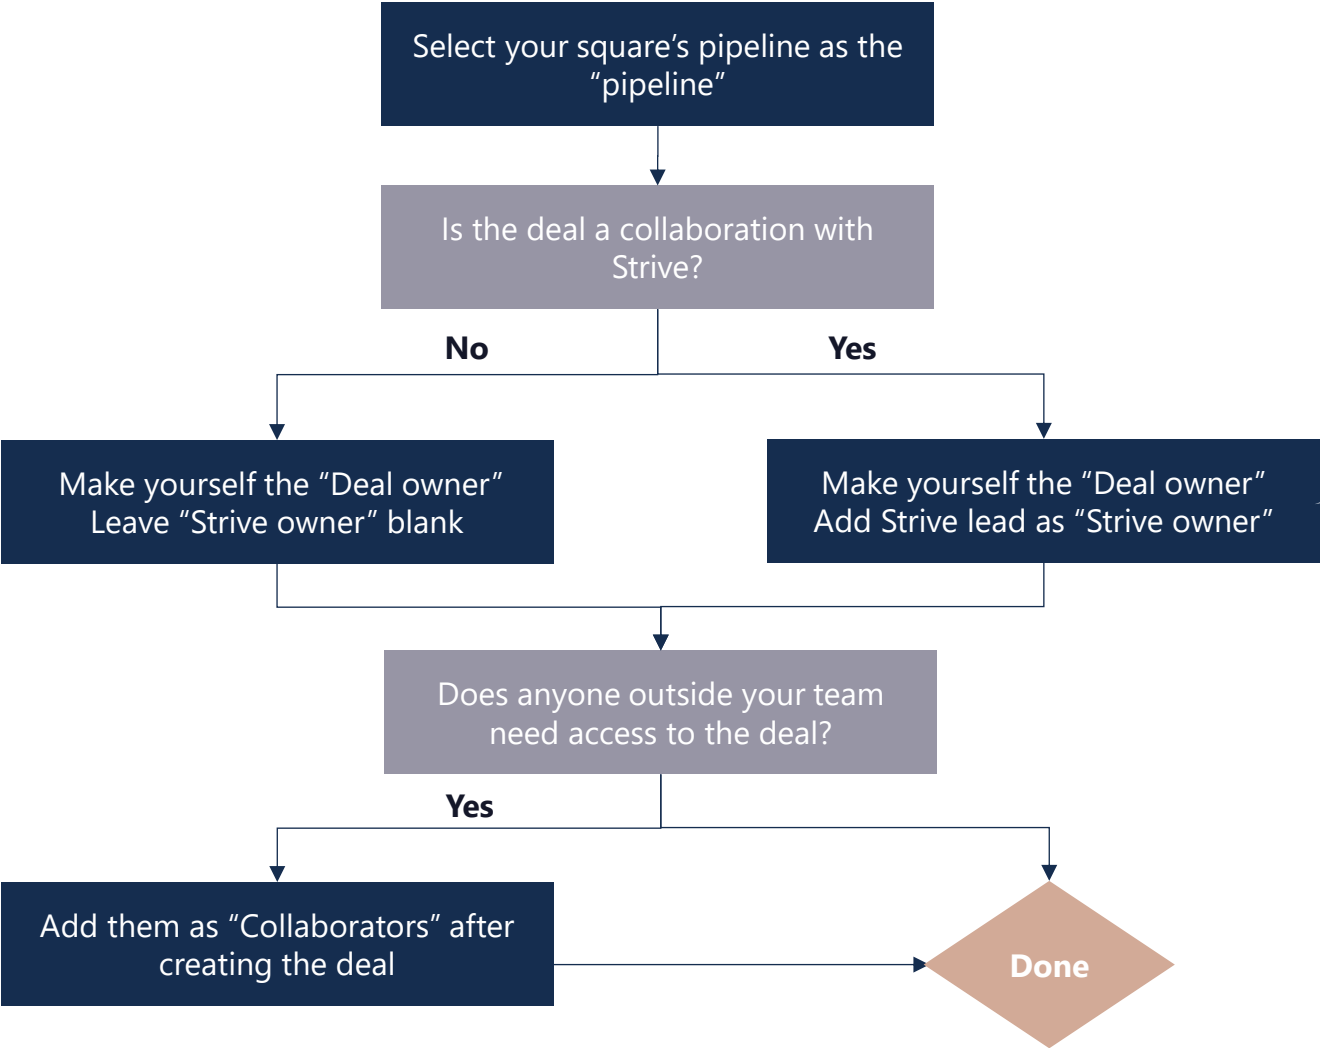 Select your square’s pipeline as the
“pipeline”
Is the deal a collaboration with
Strive?
No
Yes
Make yourself the “Deal owner”
Leave “Strive owner” blank
Make yourself the “Deal owner”
Add Strive lead as “Strive owner”
Does anyone outside your team
need access to the deal?
Yes
Add them as “Collaborators” after
creating the deal
Done